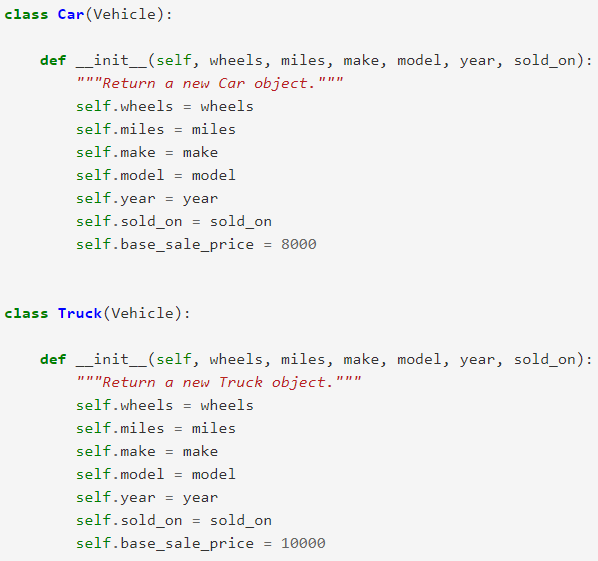 class Car(Vehicle):
    def __init__(self, wheels, miles, make, model, year, sold_on):
        """Return a new Car object."""
        self.wheels = wheels
        self.miles = miles
        self.make = make
        self.model = model
        self.year = year
        self.sold_on = sold_on
        self.base_sale_price = 8000
class Truck(Vehicle):
    def __init__(self, wheels, miles, make, model, year, sold_on):
        """Return a new Truck object."""
        self.wheels = wheels
        self.miles = miles
        self.make = make
        self.model = model
        self.year = year
        self.sold_on = sold_on
        self.base_sale_price = 10000